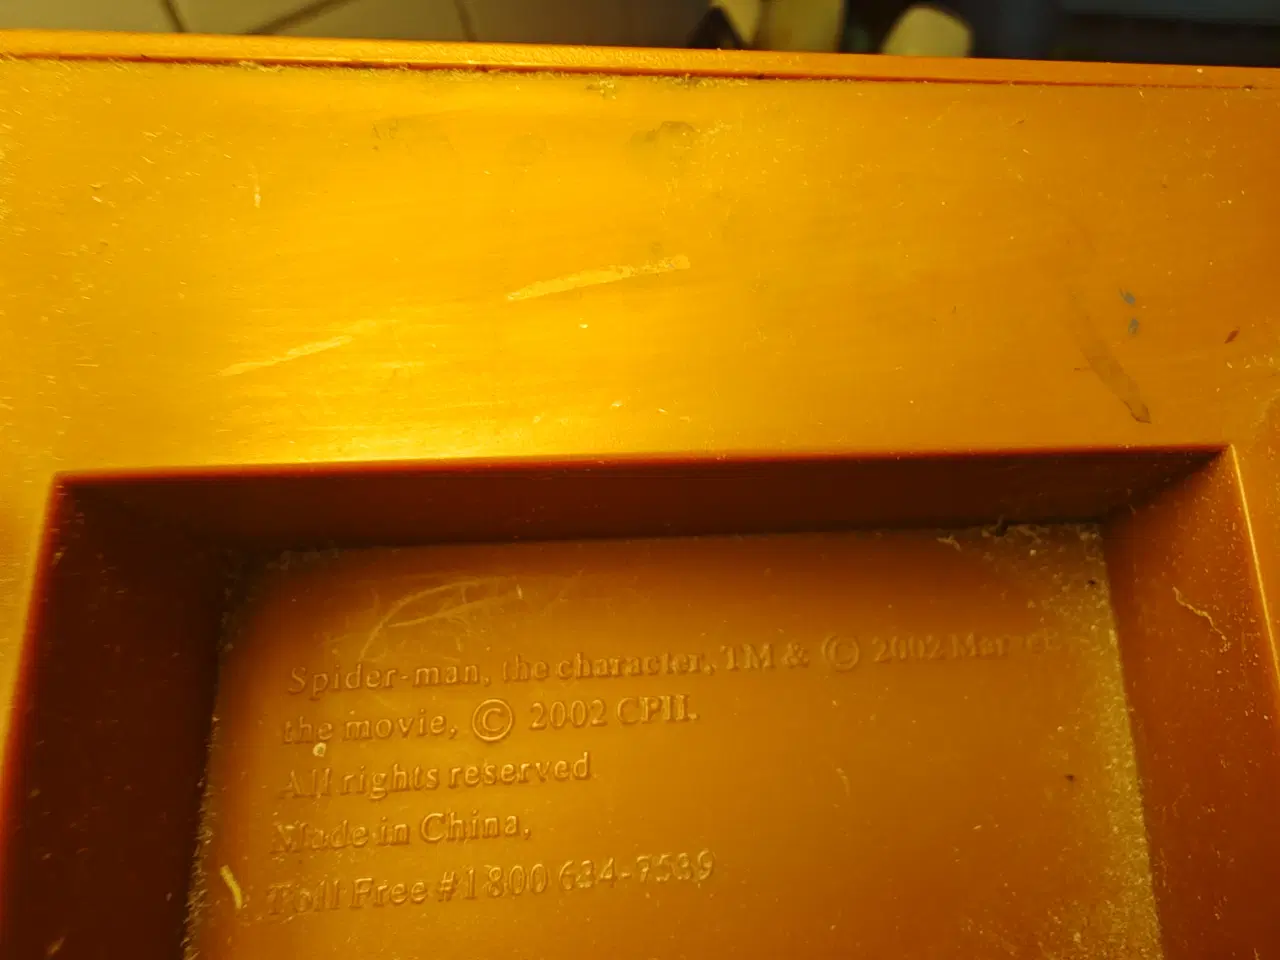 Spider-man, the character, TM & © 2002 Marvel
the movie, © 2002 CPII.
All rights reserved
Made in China,
Toll Free #1800 634-7539